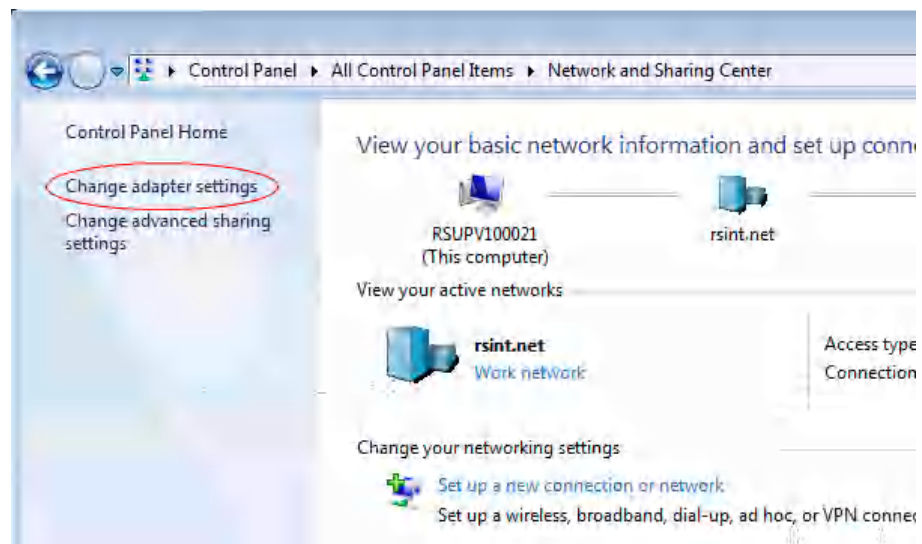 Control Panel ▸ All Control Panel Items ▸ Network and Sharing Center
Control Panel Home
Change adapter settings
Change advanced sharing
settings
View your basic network information and set up conne
RSUPV100021
(This computer)
rsint.net
View your active networks
rsint.net
Work network
Access type
Connection
Change your networking settings
Set up a new connection or network
Set up a wireless, broadband, dial-up, ad hoc, or VPN connec